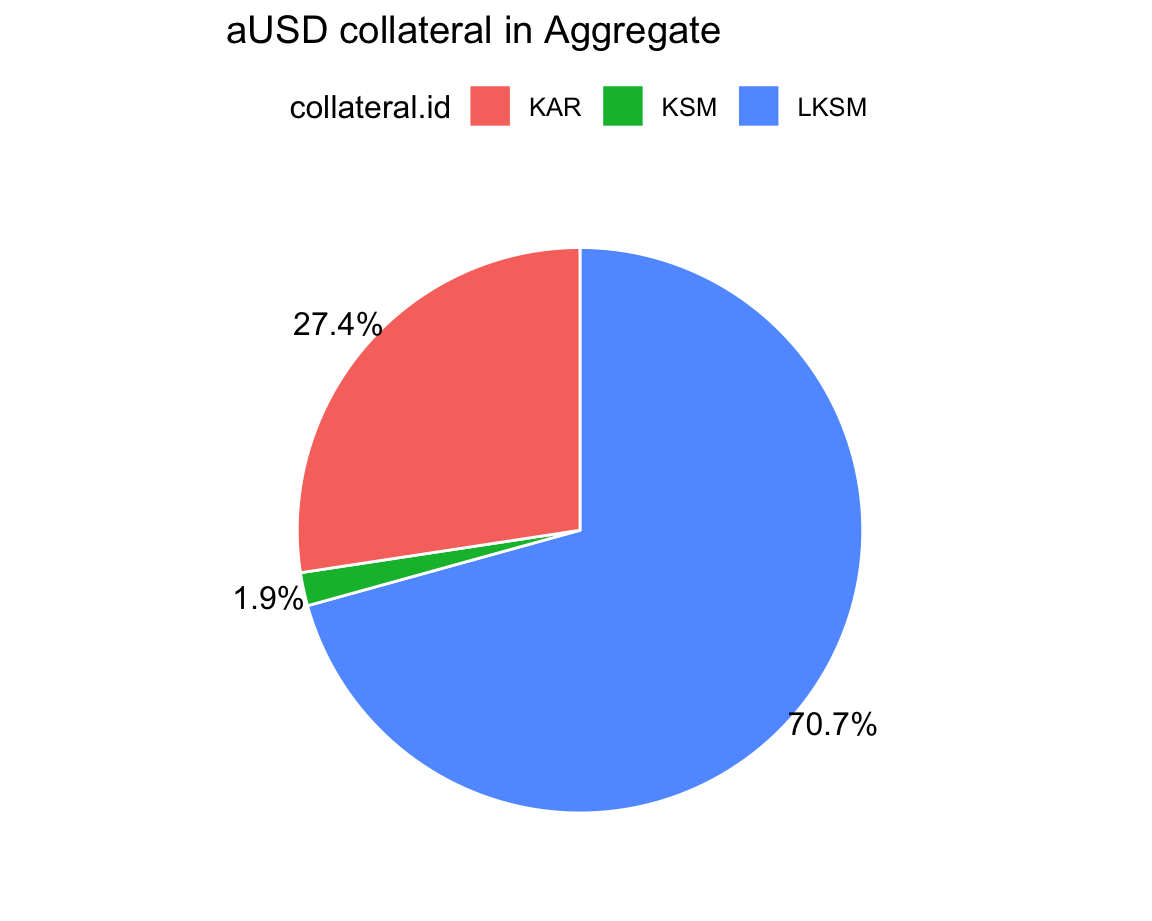 aUSD collateral in Aggregate
collateral.id KAR KSM LKSM
27.4%
1.9%
70.7%